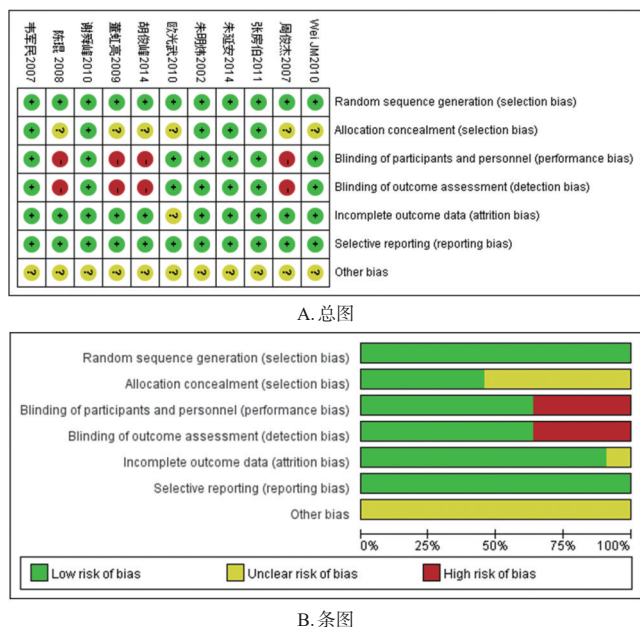 韦军民2007
陈琨 2008
谢舜峰2010
董虹亮2009
胡俊峰2014
欧光武2010
朱明炜2002
朱延安2014
张房伯2011
周俊杰2007
Wei JM2010
+ + + + + + + + + + + Random sequence generation (selection bias)
+ ? + ? ? ? + + + ? ? Allocation concealment (selection bias)
+ - + - - + + + + - + Blinding of participants and personnel (performance bias)
+ - + - - + + + + - + Blinding of outcome assessment (detection bias)
+ + + + + ? + + + + + Incomplete outcome data (attrition bias)
+ + + + + + + + + + + Selective reporting (reporting bias)
? ? ? ? ? ? ? ? ? ? ? Other bias
A.总图
Random sequence generation (selection bias)
Allocation concealment (selection bias)
Blinding of participants and personnel (performance bias)
Blinding of outcome assessment (detection bias)
Incomplete outcome data (attrition bias)
Selective reporting (reporting bias)
Other bias
0% 25% 50% 75% 100%
Low risk of bias Unclear risk of bias High risk of bias
B.条图